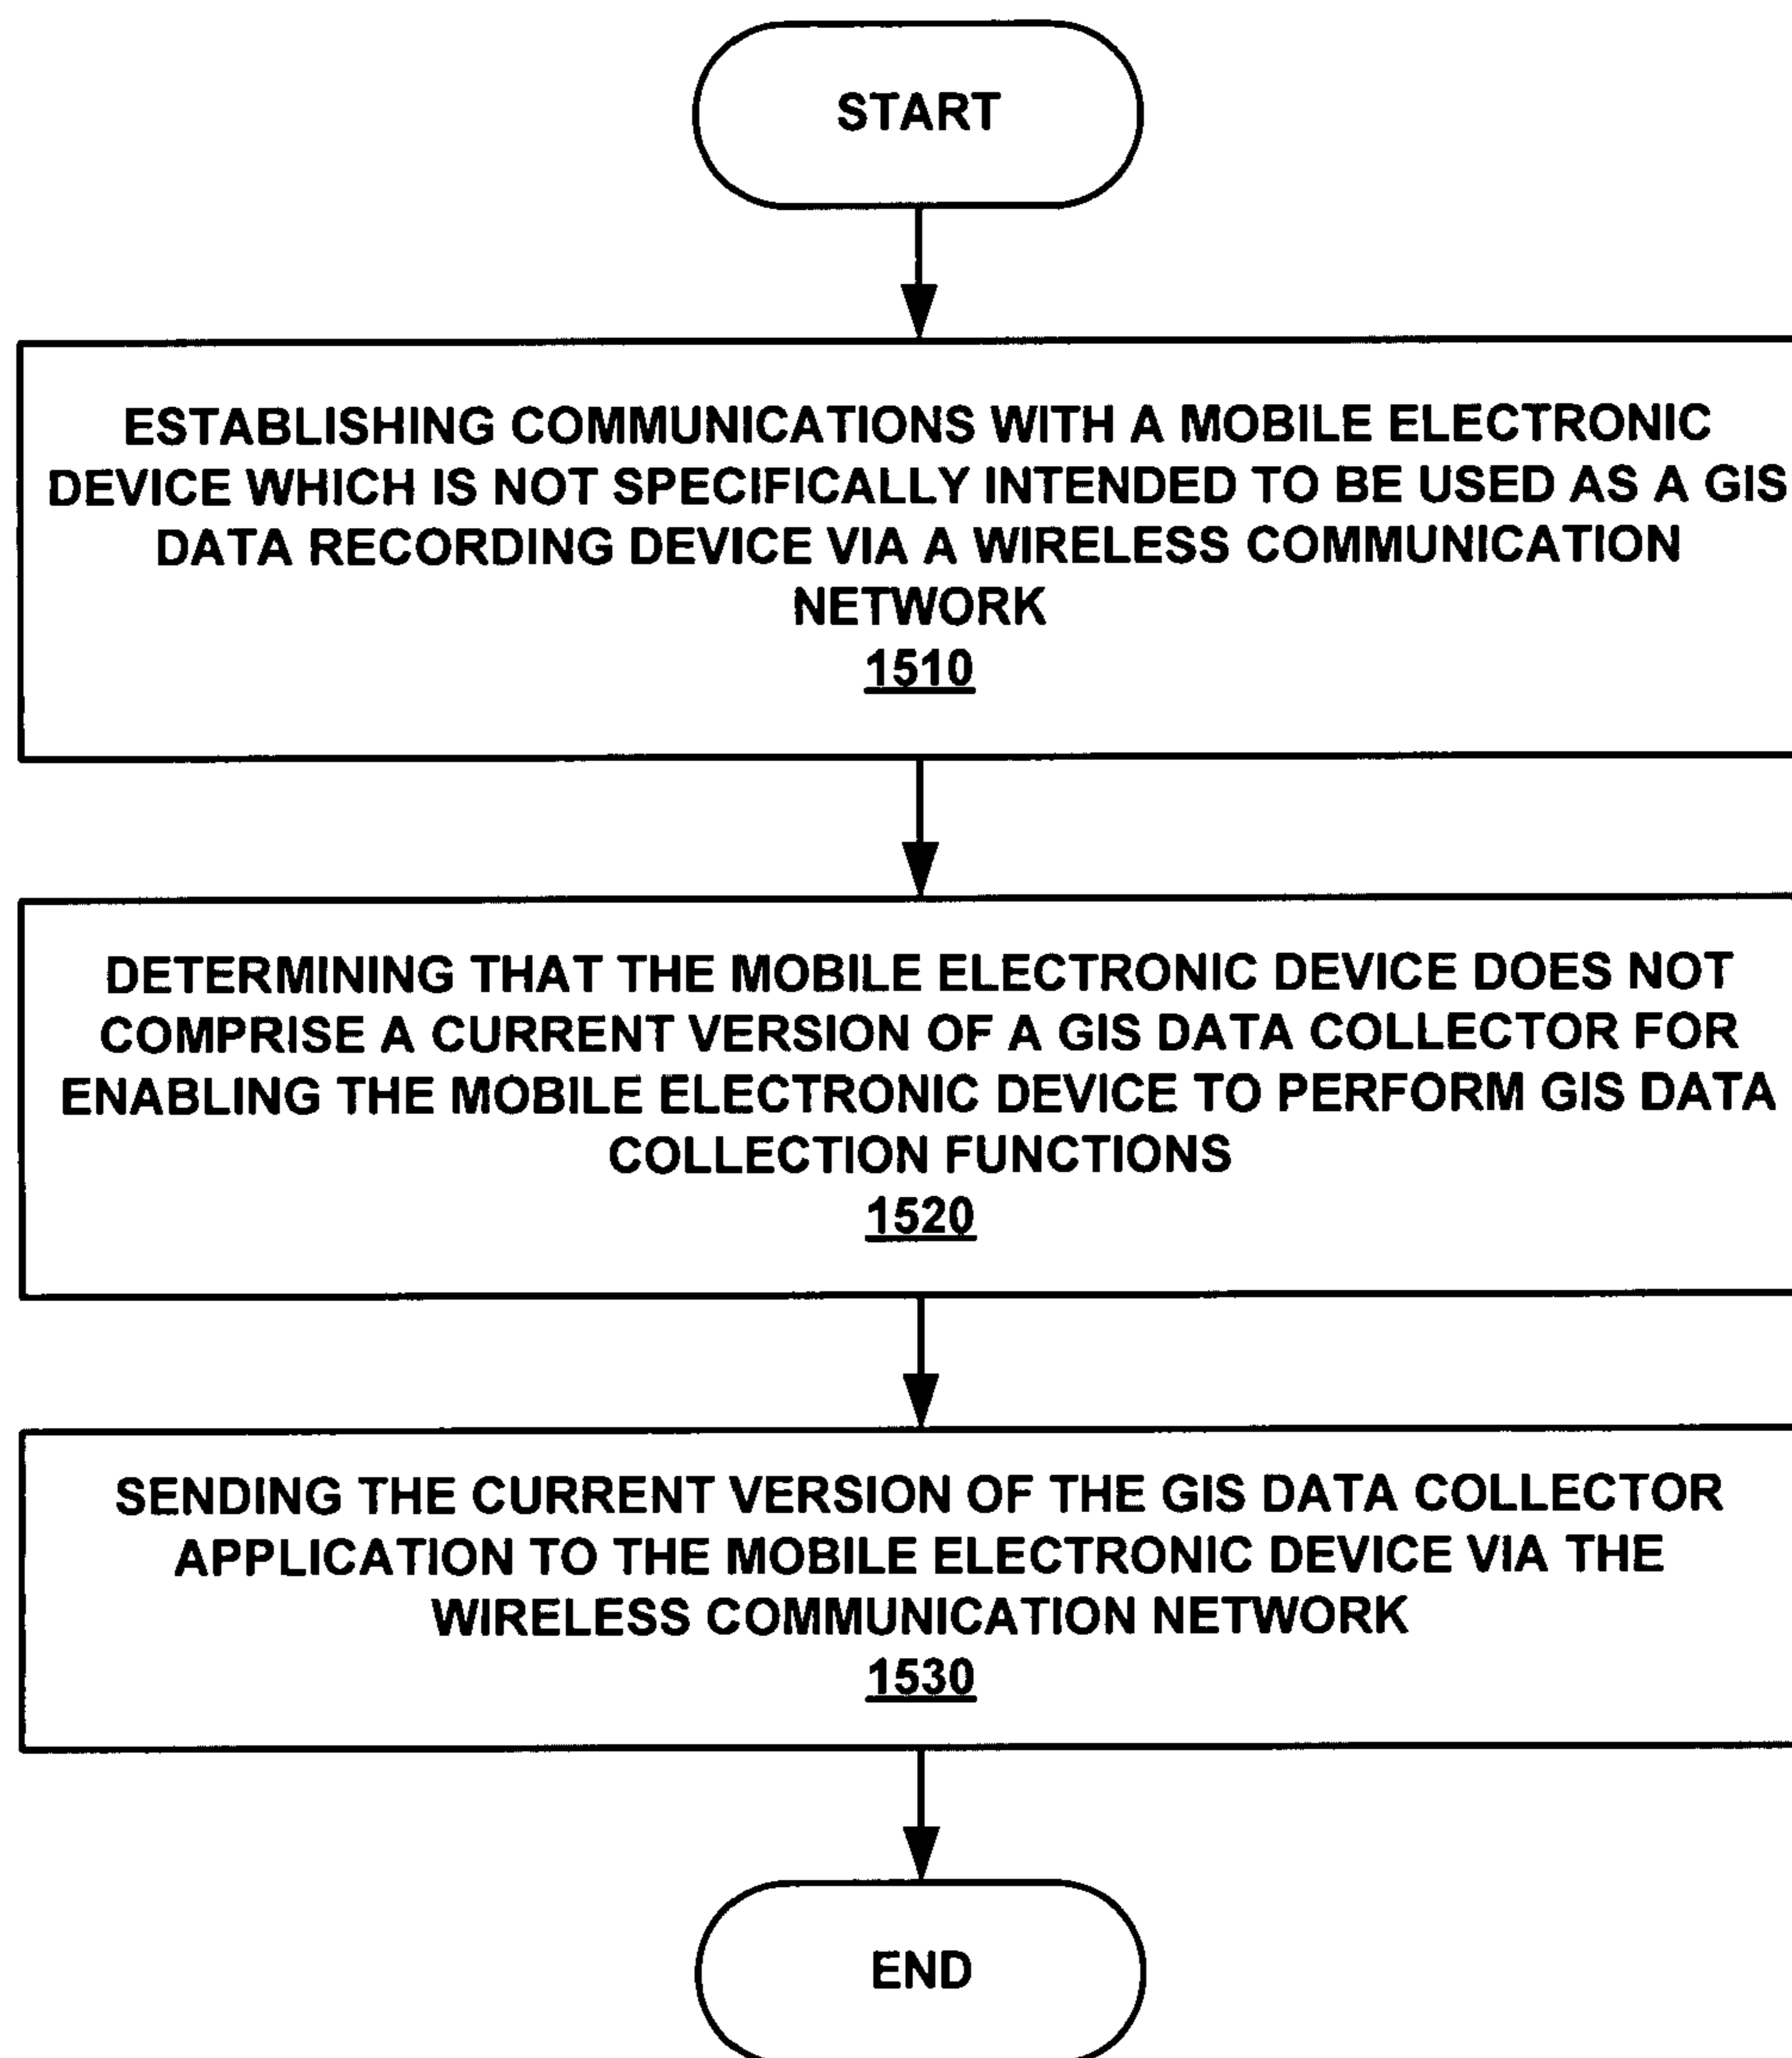 START
ESTABLISHING COMMUNICATIONS WITH A MOBILE ELECTRONIC
DEVICE WHICH IS NOT SPECIFICALLY INTENDED TO BE USED AS A GIS
DATA RECORDING DEVICE VIA A WIRELESS COMMUNICATION
NETWORK
1510
DETERMINING THAT THE MOBILE ELECTRONIC DEVICE DOES NOT
COMPRISE A CURRENT VERSION OF A GIS DATA COLLECTOR FOR
ENABLING THE MOBILE ELECTRONIC DEVICE TO PERFORM GIS DATA
COLLECTION FUNCTIONS
1520
SENDING THE CURRENT VERSION OF THE GIS DATA COLLECTOR
APPLICATION TO THE MOBILE ELECTRONIC DEVICE VIA THE
WIRELESS COMMUNICATION NETWORK
1530
END